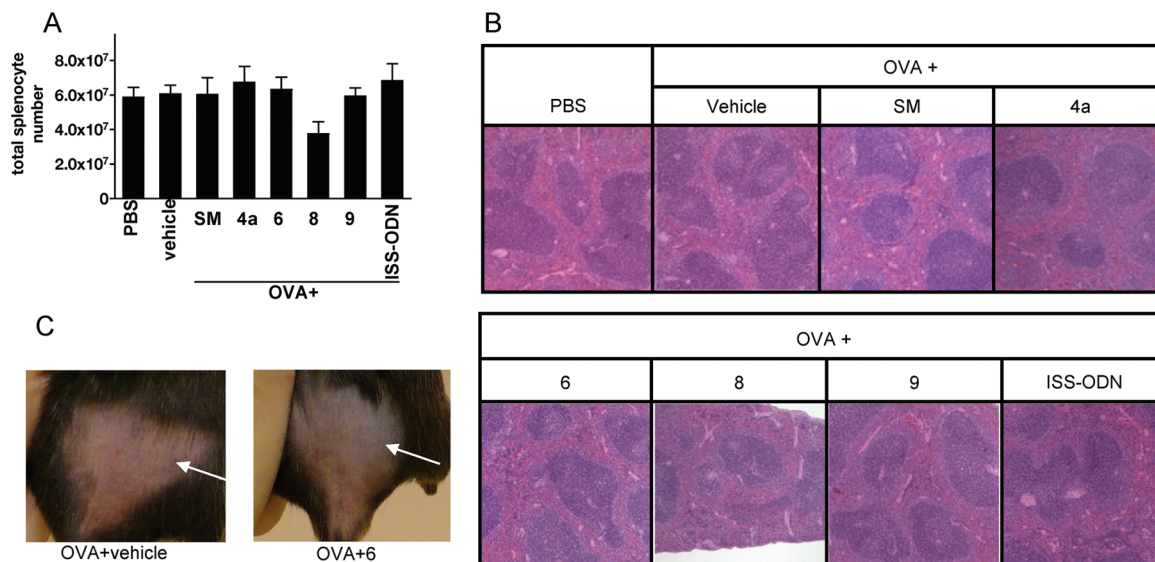 A
total splenocyte
number
8.0x10⁷
6.0x10⁷
4.0x10⁷
2.0x10⁷
0
PBS
vehicle
SM
4a
6
8
9
ISS-ODN
OVA+
B
PBS
OVA +
Vehicle
SM
4a
OVA +
6
8
9
ISS-ODN
C
OVA+vehicle
OVA+6